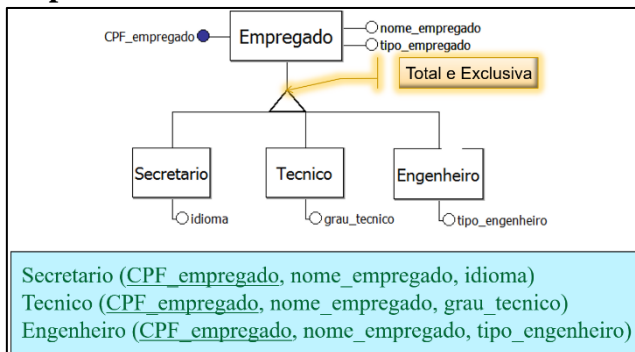 CPF_empregado
Empregado
nome_empregado
tipo_empregado
Total e Exclusiva
Secretario
Tecnico
Engenheiro
idioma
grau_tecnico
tipo_engenheiro
Secretario (CPF_empregado, nome_empregado, idioma)
Tecnico (CPF_empregado, nome_empregado, grau_tecnico)
Engenheiro (CPF_empregado, nome_empregado, tipo_engenheiro)